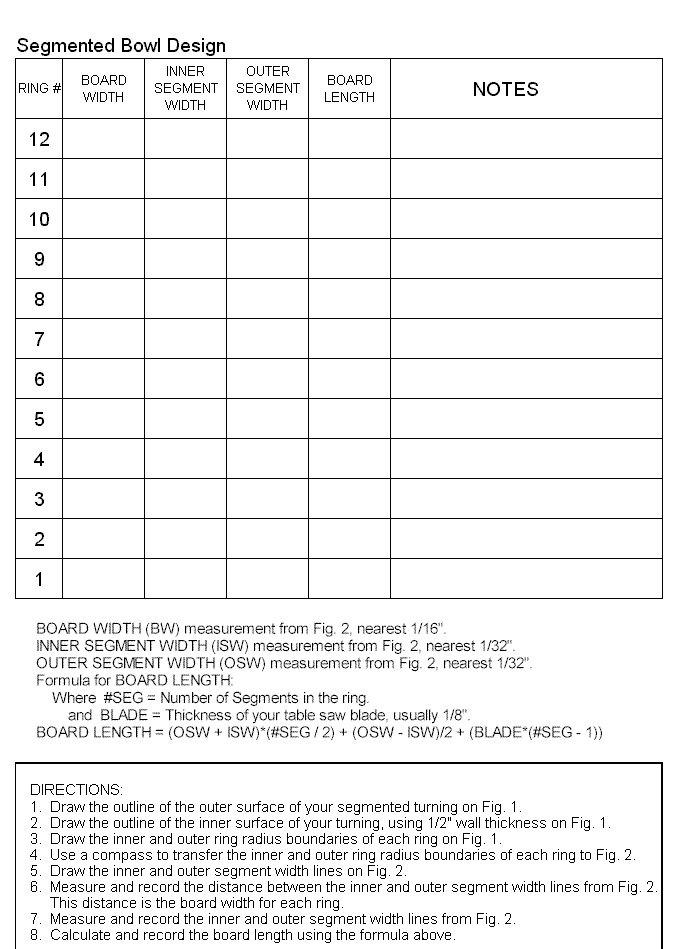 Segmented Bowl Design
RING #
BOARD
WIDTH
INNER
SEGMENT
WIDTH
OUTER
SEGMENT
WIDTH
BOARD
LENGTH
NOTES
12
11
10
9
8
7
6
5
4
3
2
1
BOARD WIDTH (BW) measurement from Fig. 2, nearest 1/16".
INNER SEGMENT WIDTH (ISW) measurement from Fig. 2, nearest 1/32".
OUTER SEGMENT WIDTH (OSW) measurement from Fig. 2, nearest 1/32".
Formula for BOARD LENGTH:
Where #SEG = Number of Segments in the ring.
and BLADE = Thickness of your table saw blade, usually 1/8".
BOARD LENGTH = (OSW + ISW)*(#SEG / 2) + (OSW - ISW)/2 + (BLADE*(#SEG - 1))
DIRECTIONS:
1. Draw the outline of the outer surface of your segmented turning on Fig. 1.
2. Draw the outline of the inner surface of your turning, using 1/2" wall thickness on Fig. 1.
3. Draw the inner and outer ring radius boundaries of each ring on Fig. 1.
4. Use a compass to transfer the inner and outer ring radius boundaries of each ring to Fig. 2.
5. Draw the inner and outer segment width lines on Fig. 2.
6. Measure and record the distance between the inner and outer segment width lines from Fig. 2.
This distance is the board width for each ring.
7. Measure and record the inner and outer segment width lines from Fig. 2.
8. Calculate and record the board length using the formula above.